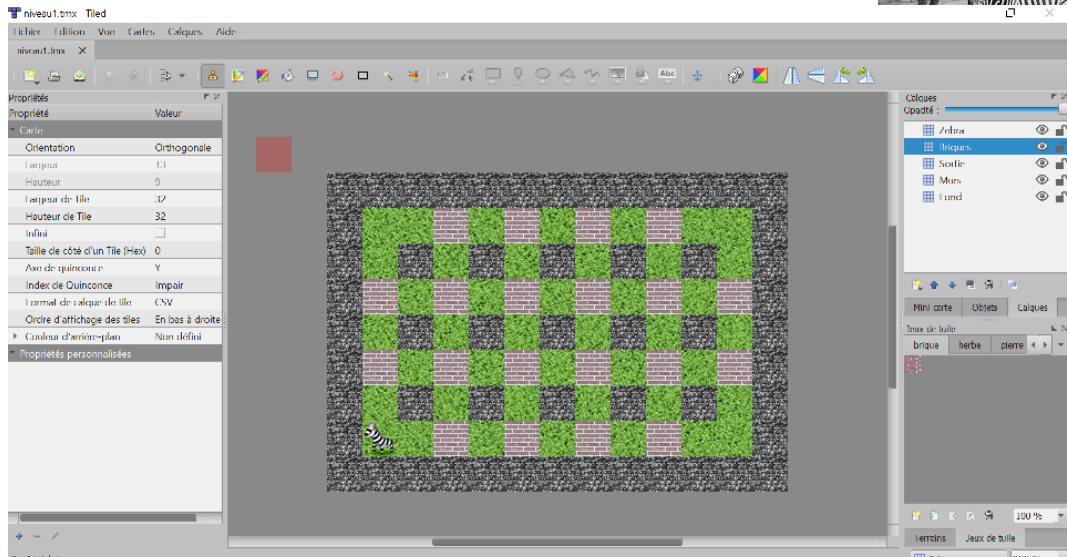 niveau1.tmx Tiled
Fichier Edition Vue Cartes Calques Aide
niveau1.tmx
Abc
Propriétés
Propriété Valeur
Carte
Orientation Orthogonale
Largeur 13
Hauteur 9
Largeur de Tile 32
Hauteur de Tile 32
Infini
Taille de côté d'un Tile (Hex) 0
Axe de quinconce Y
Index de Quinconce Impair
Format de calque de tile CSV
Ordre d'affichage des tiles En bas à droite
Couleur d'arrière-plan Non défini
Propriétés personnalisées
Calques
Opacité :
Zebra
Briques
Sortie
Murs
Fond
Mini carte Objets Calques
Jeux de tuile
brique herbe pierre
100 %
Terrains Jeux de tuile